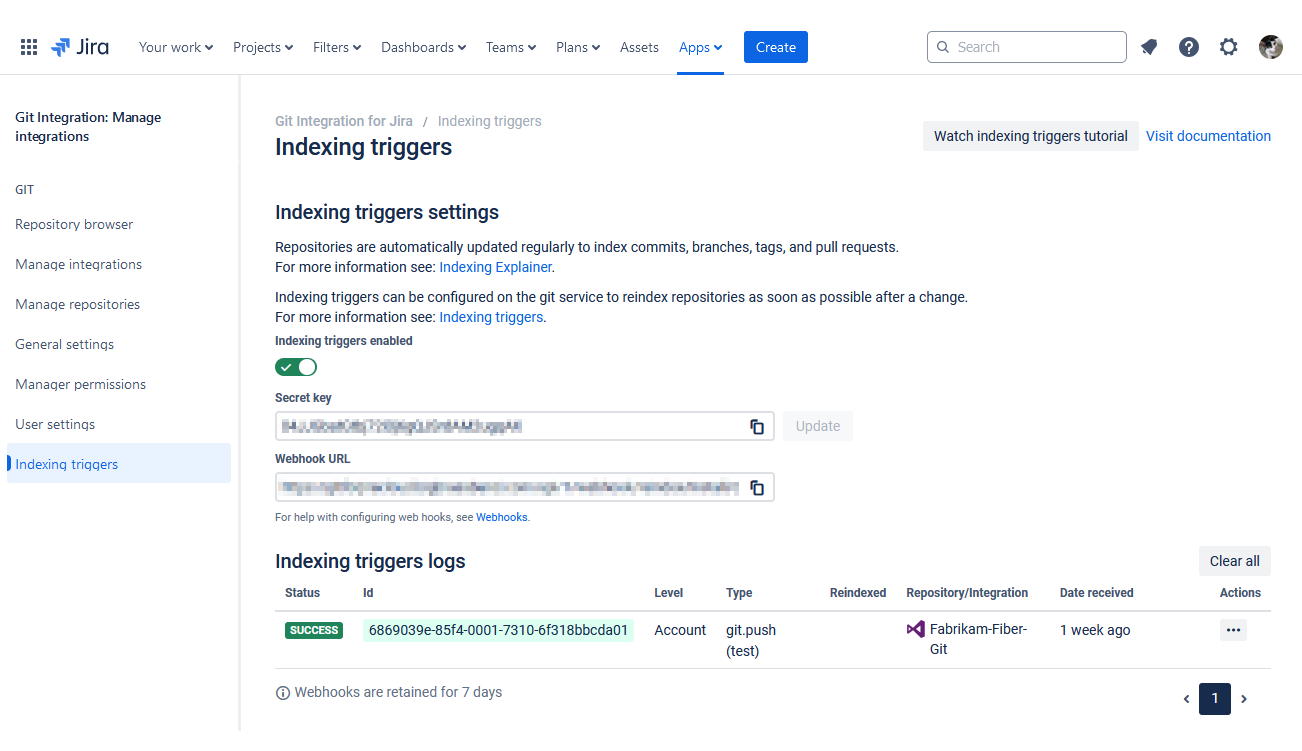 Jira
Your work
Projects
Filters
Dashboards
Teams
Plans
Assets
Apps
Create
Search
Git Integration: Manage
integrations
GIT
Repository browser
Manage integrations
Manage repositories
General settings
Manager permissions
User settings
Indexing triggers
Git Integration for Jira / Indexing triggers
Indexing triggers
Watch indexing triggers tutorial
Visit documentation
Indexing triggers settings
Repositories are automatically updated regularly to index commits, branches, tags, and pull requests.
For more information see: Indexing Explainer.
Indexing triggers can be configured on the git service to reindex repositories as soon as possible after a change.
For more information see: Indexing triggers.
Indexing triggers enabled
Secret key
Update
Webhook URL
For help with configuring web hooks, see Webhooks.
Indexing triggers logs
Clear all
Status Id Level Type Reindexed Repository/Integration Date received Actions
SUCCESS 6869039e-85f4-0001-7310-6f318bbcda01 Account git.push Fabrikam-Fiber- 1 week ago
(test) Git
Webhooks are retained for 7 days
1